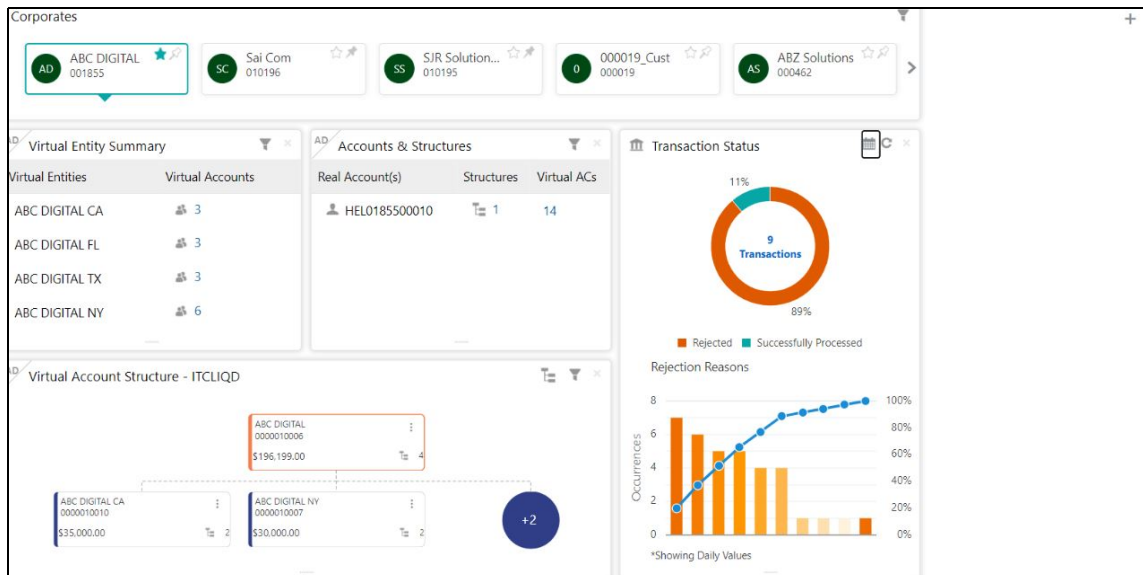 Corporates
AD
ABC DIGITAL
001855
SC
Sai Com
010196
SS
SJR Solution...
010195
0
000019_Cust
000019
AS
ABZ Solutions
000462
AD
Virtual Entity Summary
Virtual Entities Virtual Accounts
ABC DIGITAL CA 3
ABC DIGITAL FL 3
ABC DIGITAL TX 3
ABC DIGITAL NY 6
AD
Accounts & Structures
Real Account(s) Structures Virtual ACs
HEL0185500010 1 14
Transaction Status
11%
9
Transactions
89%
Rejected Successfully Processed
Rejection Reasons
Occurrences
8
6
4
2
0
100%
80%
60%
40%
20%
0%
*Showing Daily Values
AD
Virtual Account Structure - ITCLIQD
ABC DIGITAL
0000010006
$196,199.00 4
ABC DIGITAL CA
0000010010
$35,000.00 2
ABC DIGITAL NY
0000010007
$30,000.00 2
+2